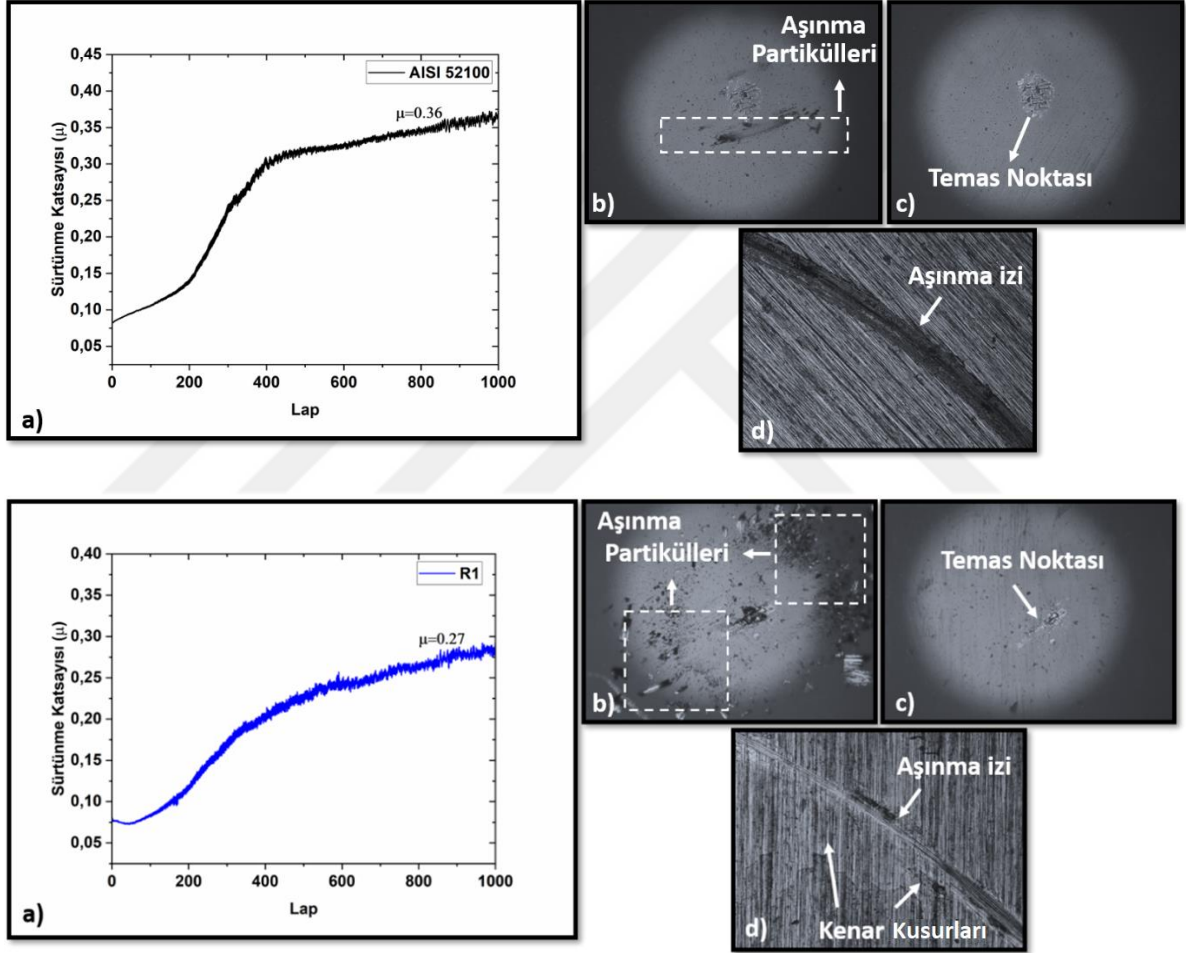 0,45
0,40
0,35
0,30
0,25
0,20
0,15
0,10
0,05
Sürtünme Katsayısı (μ)
AISI 52100
μ=0.36
0 200 400 600 800 1000
Lap
a)
Aşınma
Partikülleri
b)
Temas Noktası
c)
Aşınma izi
d)
0,40
0,35
0,30
0,25
0,20
0,15
0,10
0,05
Sürtünme Katsayısı (μ)
R1
μ=0.27
0 200 400 600 800 1000
Lap
a)
Aşınma
Partikülleri
b)
Temas Noktası
c)
Aşınma izi
Kenar Kusurları
d)